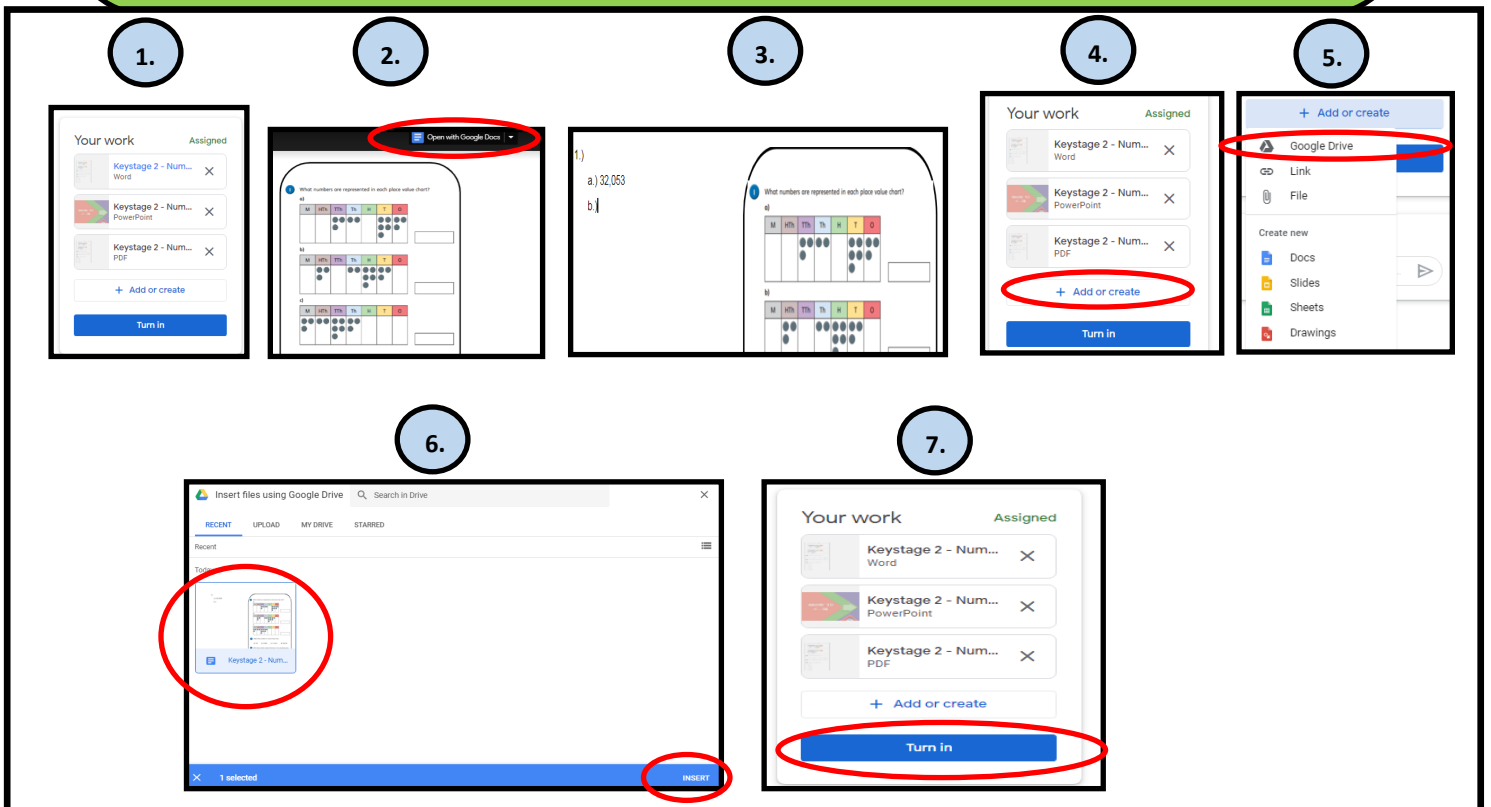 1.
2.
3.
4.
5.
Your work Assigned
Keystage 2 - Num...
Word
Keystage 2 - Num...
PowerPoint
Keystage 2 - Num...
PDF
+ Add or create
Turn in
Open with Google Docs
What numbers are represented in each place value chart?
a)
M HTh TTh Th H T O
b)
M HTh TTh Th H T O
c)
M HTh TTh Th H T O
1.)
a.) 32,053
b.)
What numbers are represented in each place value chart?
a)
M HTh TTh Th H T O
b)
M HTh TTh Th H T O
Your work Assigned
Keystage 2 - Num...
Word
Keystage 2 - Num...
PowerPoint
Keystage 2 - Num...
PDF
+ Add or create
Turn in
+ Add or create
Google Drive
Link
File
Create new
Docs
Slides
Sheets
Drawings
6.
7.
Insert files using Google Drive Search in Drive
RECENT UPLOAD MY DRIVE STARRED
Recent
Today
Keystage 2 - Num...
1 selected INSERT
Your work Assigned
Keystage 2 - Num...
Word
Keystage 2 - Num...
PowerPoint
Keystage 2 - Num...
PDF
+ Add or create
Turn in